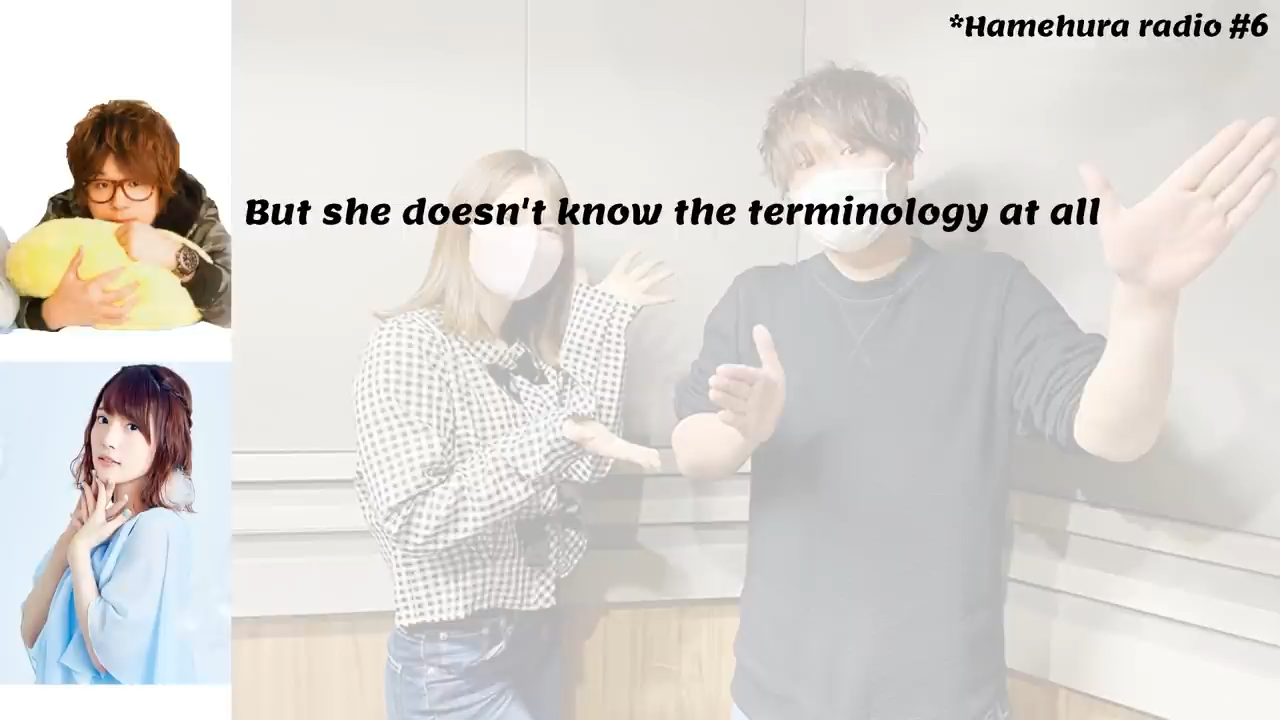 *Hamehura radio #6
But she doesn't know the terminology at all